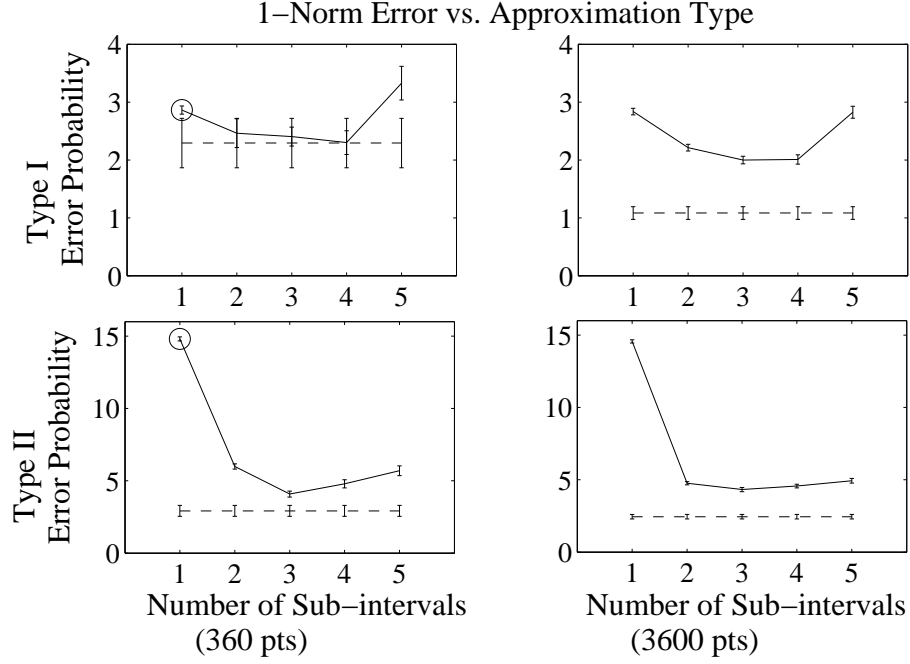 1−Norm Error vs. Approximation Type
Type I
Error Probability
4
3
2
1
0
1 2 3 4 5
4
3
2
1
0
1 2 3 4 5
Type II
Error Probability
15
10
5
0
1 2 3 4 5
Number of Sub−intervals
(360 pts)
15
10
5
0
1 2 3 4 5
Number of Sub−intervals
(3600 pts)